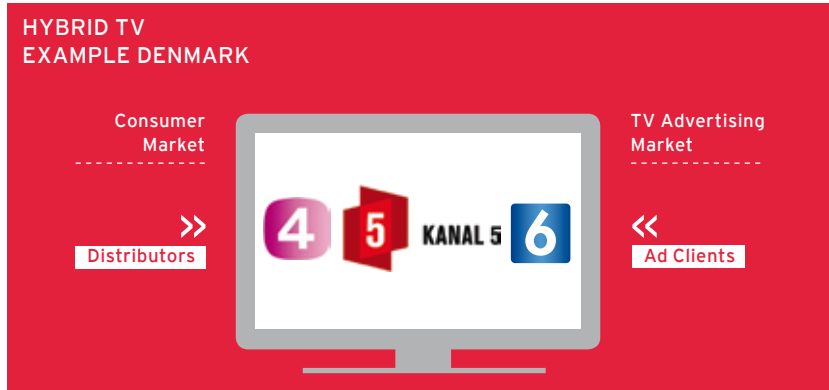 HYBRID TV
EXAMPLE DENMARK
Consumer
Market
TV Advertising
Market
4 5 KANAL 5 6
»
«
Distributors
Ad Clients